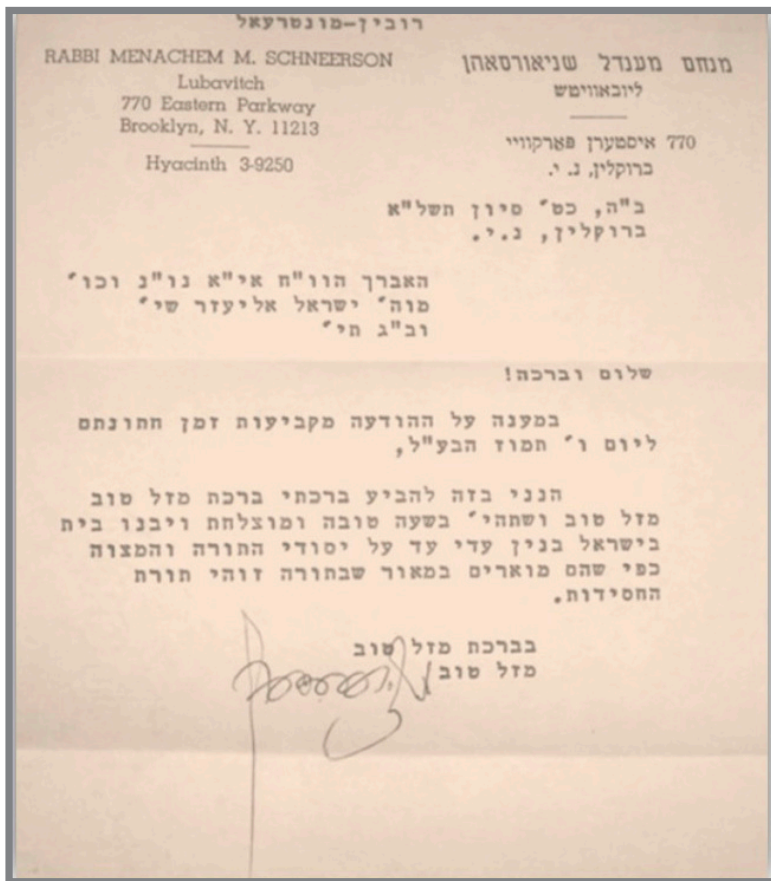 רובין-מונטרעאל
RABBI MENACHEM M. SCHNEERSON
Lubavitch
770 Eastern Parkway
Brooklyn, N. Y. 11213
Hyacinth 3-9250
מנחם מענדל שניאורסאהן
ליובאוויטש
770 איסטערן פארקוויי
ברוקלין, נ. י.
ב"ה, כט' סיון תשל"א
ברוקלין, נ.י.
האברך הוו"ח אי"א נו"נ וכו'
מוה' ישראל אליעזר שי'
וב"ג תי'
שלום וברכה!
במענה על ההודעה מקביעות זמן חתונתם
ליום ו' תמוז הבע"ל,
הנני בזה להביע ברכתי ברכת מזל טוב
מזל טוב ושתהי' בשעה טובה ומוצלחת ויבנו בית
בישראל בנין עדי עד על יסודי התורה והמצוה
כפי שהם מוארים במאור שבתורה זוהי תורת
החסידות.
בברכת מזל טוב
מזל טוב